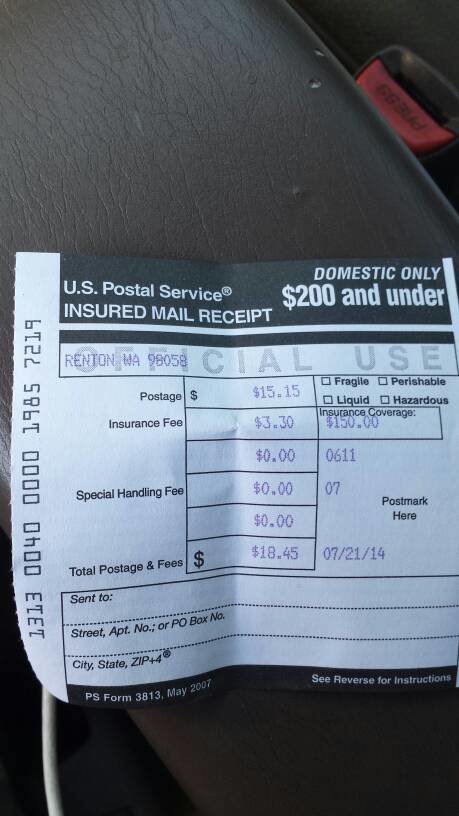 PRESS
DOMESTIC ONLY
U.S. Postal Service®
$200 and under
INSURED MAIL RECEIPT
OFFICIAL USE
RENTON WA 98058
Postage $ $15.15 ☐ Fragile ☐ Perishable
☐ Liquid ☐ Hazardous
Insurance Fee $3.30 Insurance Coverage:
$150.00
$0.00 0611
Special Handling Fee $0.00 07
Postmark
Here
$0.00
Total Postage & Fees $ $18.45 07/21/14
Sent to:
Street, Apt. No.; or PO Box No.
City, State, ZIP+4®
PS Form 3813, May 2007 See Reverse for Instructions
1313 0040 0000 1985 7219